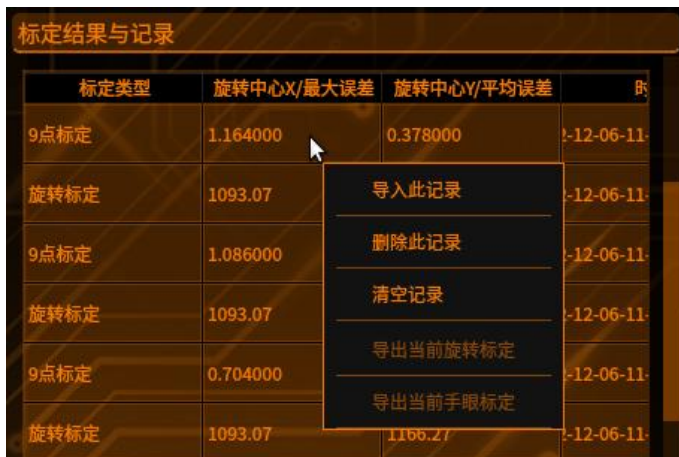 标定结果与记录
标定类型 旋转中心X/最大误差 旋转中心Y/平均误差
9点标定 1.164000 0.378000 -12-06-11-
旋转标定 1093.07 -12-06-11-
9点标定 1.086000 -12-06-11-
旋转标定 1093.07 -12-06-11-
9点标定 0.704000 -12-06-11-
旋转标定 1093.07 1166.27 -12-06-11-
导入此记录
删除此记录
清空记录
导出当前旋转标定
导出当前手眼标定